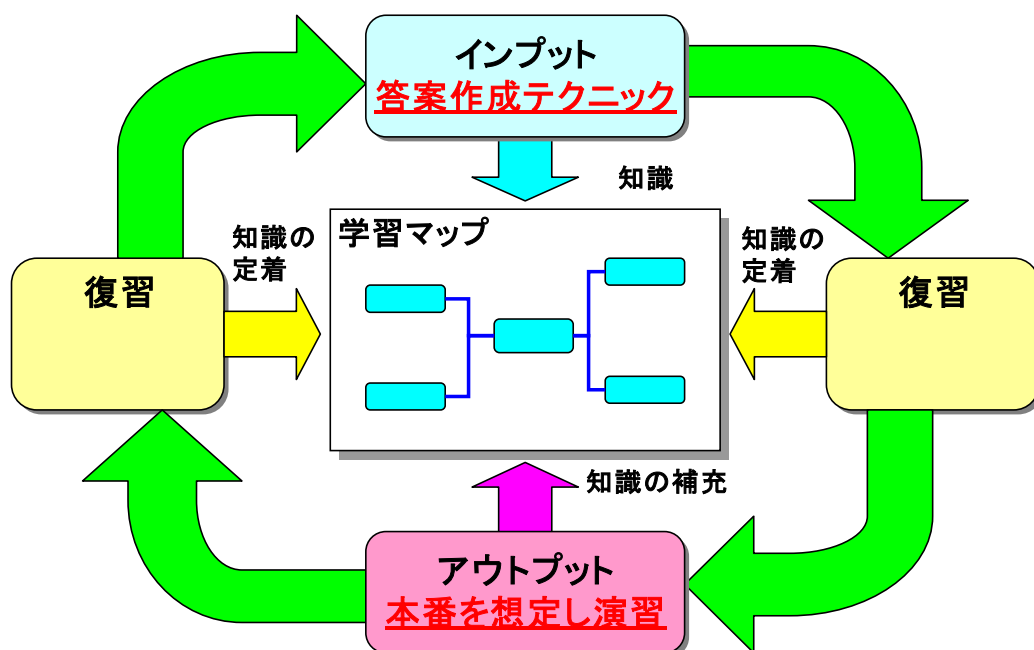 インプット
答案作成テクニック
知識
学習マップ
知識の
定着
知識の
定着
復習
復習
知識の補充
アウトプット
本番を想定し演習